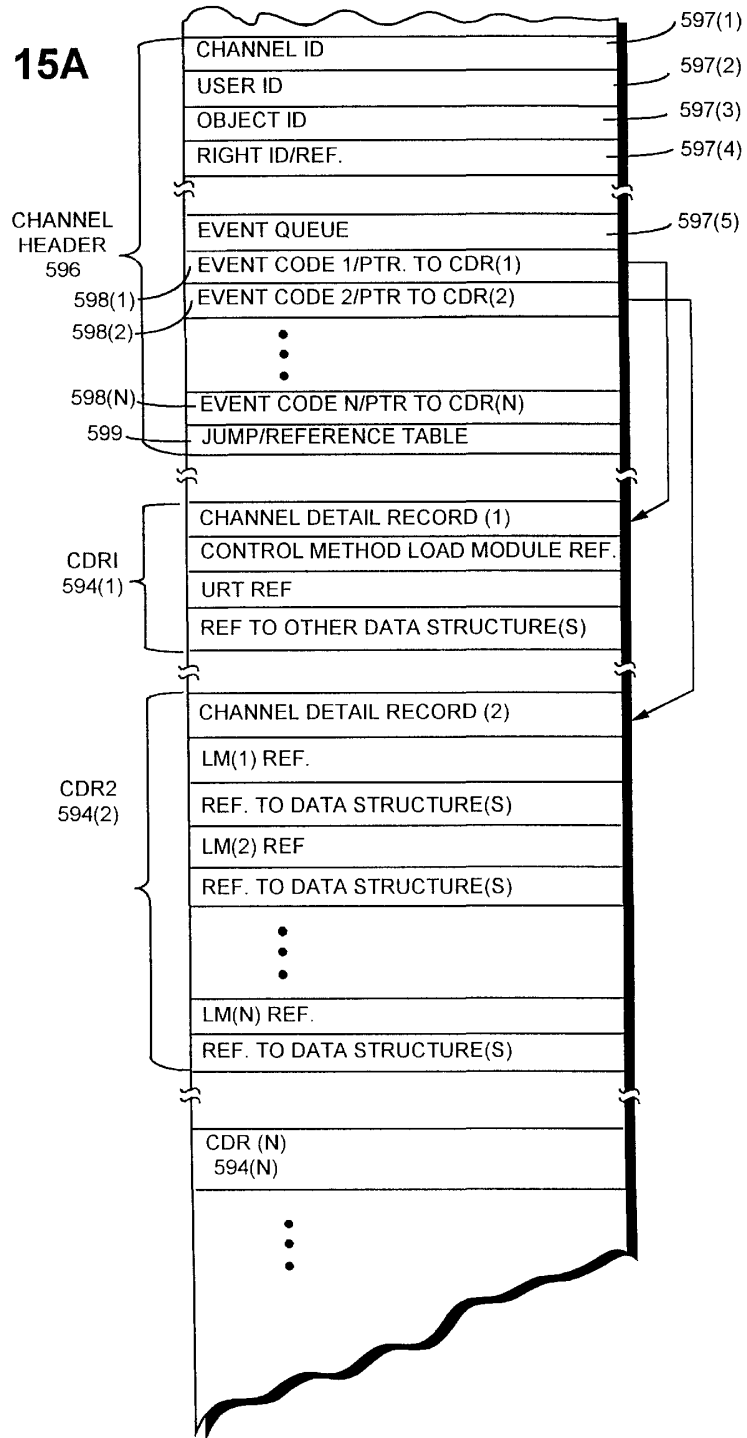 15A
CHANNEL ID
597(1)
USER ID
597(2)
OBJECT ID
597(3)
RIGHT ID/REF.
597(4)
CHANNEL
HEADER
596
EVENT QUEUE
597(5)
598(1)
EVENT CODE 1/PTR. TO CDR(1)
598(2)
EVENT CODE 2/PTR TO CDR(2)
598(N)
EVENT CODE N/PTR TO CDR(N)
599
JUMP/REFERENCE TABLE
CDRI
594(1)
CHANNEL DETAIL RECORD (1)
CONTROL METHOD LOAD MODULE REF.
URT REF
REF TO OTHER DATA STRUCTURE(S)
CDR2
594(2)
CHANNEL DETAIL RECORD (2)
LM(1) REF.
REF. TO DATA STRUCTURE(S)
LM(2) REF
REF. TO DATA STRUCTURE(S)
LM(N) REF.
REF. TO DATA STRUCTURE(S)
CDR (N)
594(N)